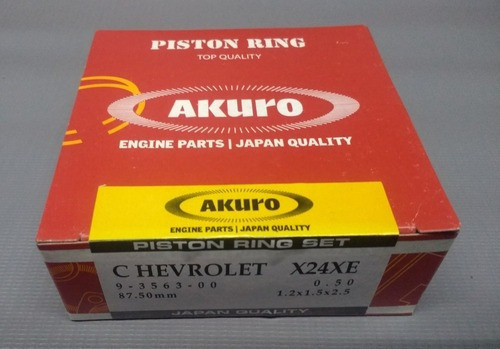 PISTON RING
TOP QUALITY
AKURO
ENGINE PARTS | JAPAN QUALITY
AKURO
ENGINE PARTS | JAPAN QUALITY
PISTON RING SET
C HEVROLET X24XE
9-3563-00 0.50
87.50mm 1.2x1.5x2.5
JAPAN QUALITY